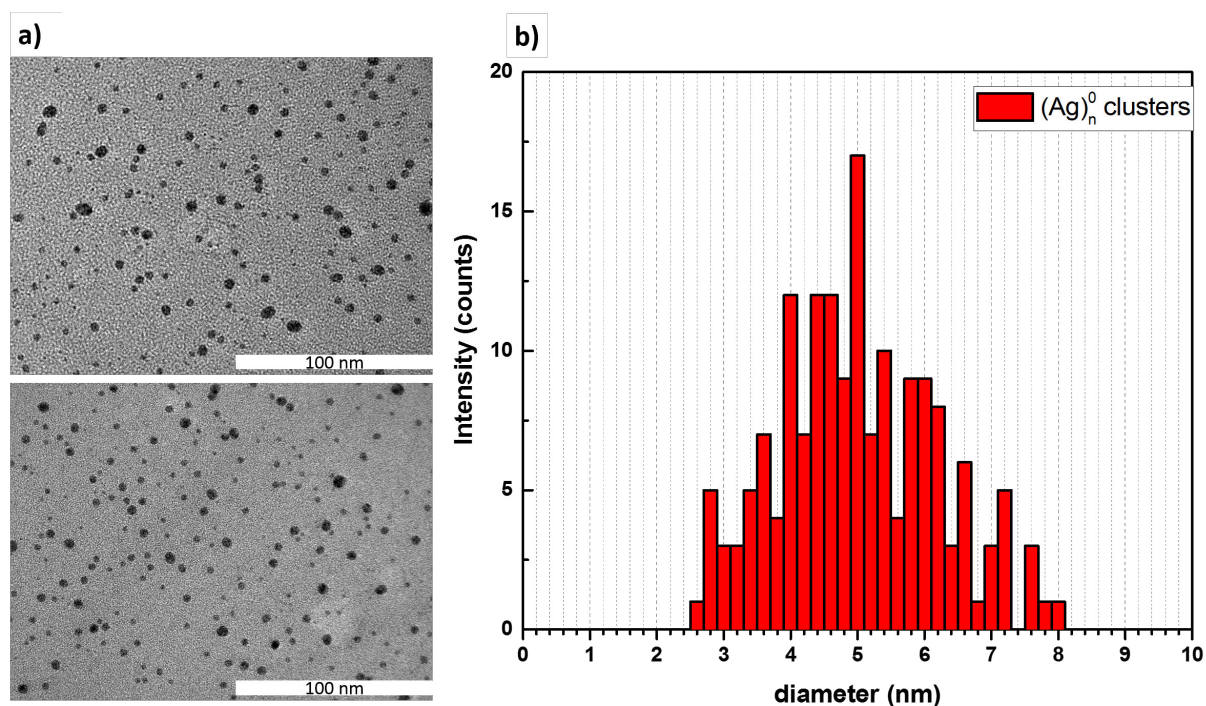 a)
100 nm
100 nm
b)
20
15
10
5
0
Intensity (counts)
(Ag)⁰ₙ clusters
0 1 2 3 4 5 6 7 8 9 10
diameter (nm)